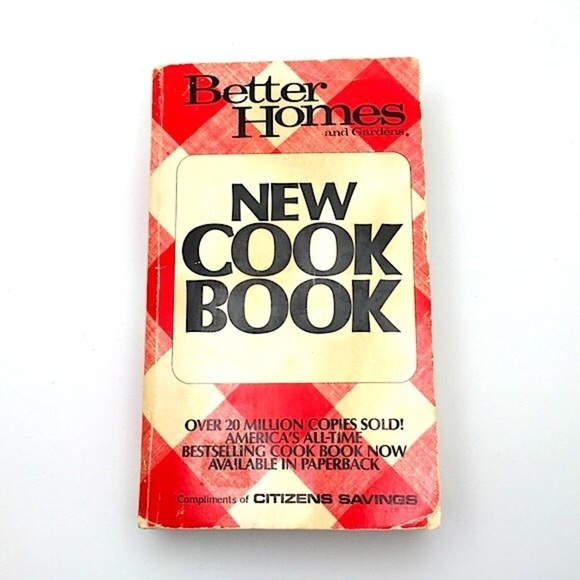 Better
Homes
and Gardens®
NEW
COOK
BOOK
OVER 20 MILLION COPIES SOLD!
AMERICA'S ALL-TIME
BESTSELLING COOK BOOK NOW
AVAILABLE IN PAPERBACK
Compliments of CITIZENS SAVINGS